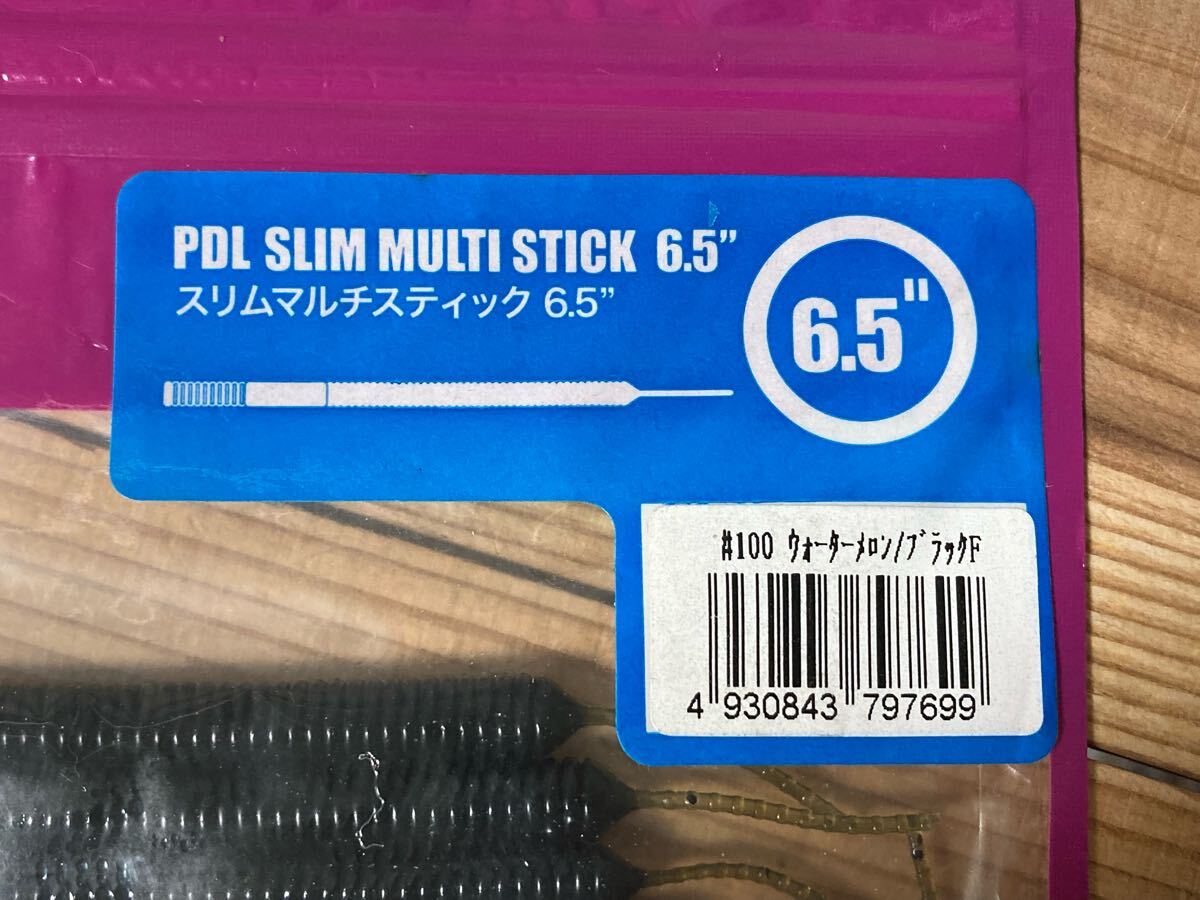 PDL SLIM MULTI STICK 6.5”
スリムマルチスティック 6.5”
6.5"
#100 ｳｫｰﾀｰﾒﾛﾝ/ﾌﾞﾗｯｸF
4 930843 797699